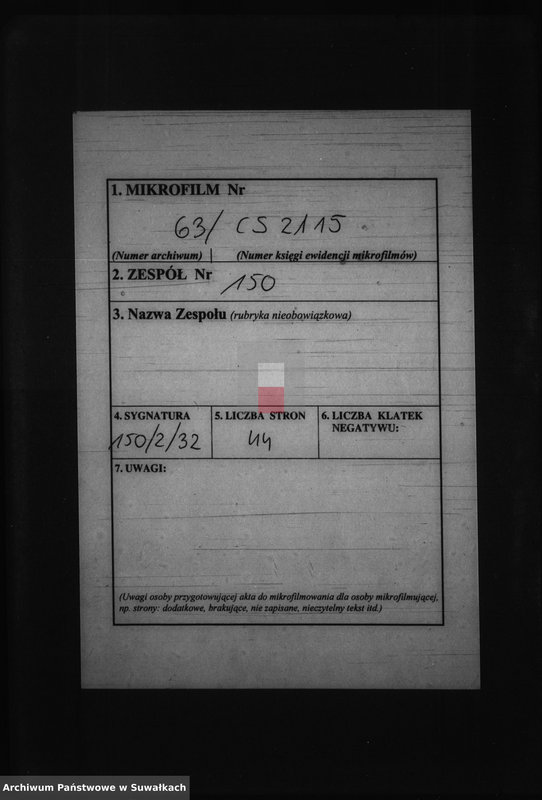 1. MIKROFILM Nr
63/ CS 2115
(Numer archiwum) (Numer księgi ewidencji mikrofilmów)
2. ZESPÓŁ Nr 150
3. Nazwa Zespołu (rubryka nieobowiązkowa)
4. SYGNATURA 5. LICZBA STRON 6. LICZBA KLATEK
NEGATYWU:
150/2/32 44
7. UWAGI:
(Uwagi osoby przygotowującej akta do mikrofilmowania dla osoby mikrofilmującej,
np. strony: dodatkowe, brakujące, nie zapisane, nieczytelny tekst itd.)
Archiwum Państwowe w Suwałkach